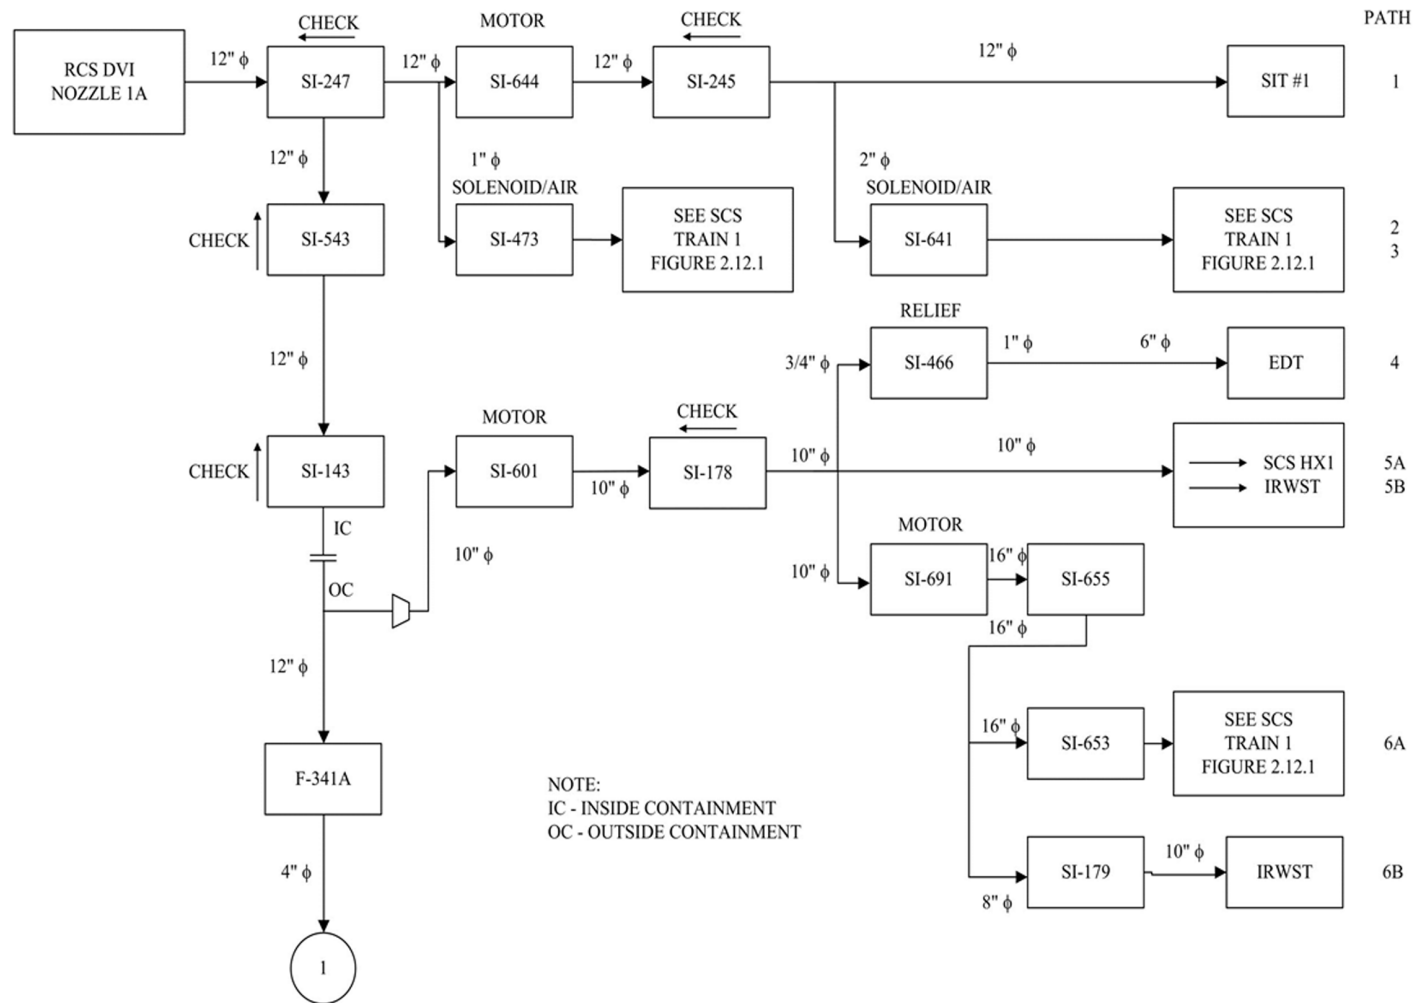 PATH
CHECK
MOTOR
CHECK
RCS DVI
NOZZLE 1A
12" ϕ
SI-247
12" ϕ
SI-644
12" ϕ
SI-245
12" ϕ
SIT #1
1
12" ϕ
1" ϕ
SOLENOID/AIR
2" ϕ
SOLENOID/AIR
CHECK
SI-543
SI-473
SEE SCS
TRAIN 1
FIGURE 2.12.1
SI-641
SEE SCS
TRAIN 1
FIGURE 2.12.1
2
3
RELIEF
12" ϕ
3/4" ϕ
SI-466
1" ϕ
6" ϕ
EDT
4
MOTOR
CHECK
CHECK
SI-143
SI-601
10" ϕ
SI-178
10" ϕ
10" ϕ
SCS HX1
IRWST
5A
5B
IC
OC
10" ϕ
MOTOR
10" ϕ
SI-691
16" ϕ
SI-655
16" ϕ
12" ϕ
16" ϕ
SI-653
SEE SCS
TRAIN 1
FIGURE 2.12.1
6A
F-341A
NOTE:
IC - INSIDE CONTAINMENT
OC - OUTSIDE CONTAINMENT
4" ϕ
8" ϕ
SI-179
10" ϕ
IRWST
6B
1